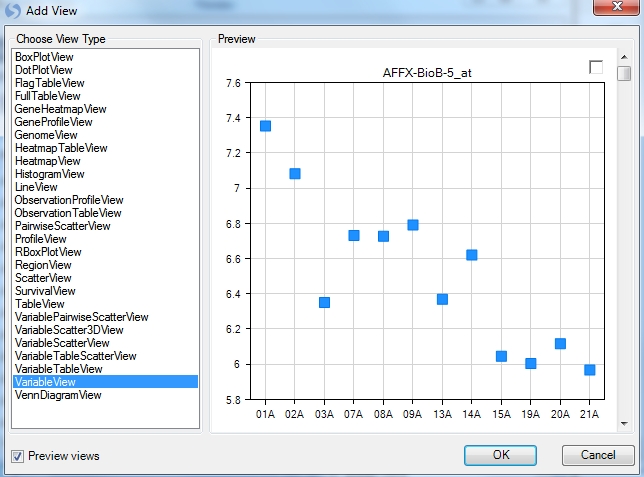 Add View
Choose View Type
BoxPlotView
DotPlotView
FlagTableView
FullTableView
GeneHeatmapView
GeneProfileView
GenomeView
HeatmapTableView
HeatmapView
HistogramView
LineView
ObservationProfileView
ObservationTableView
PairwiseScatterView
ProfileView
RBoxPlotView
RegionView
ScatterView
SurvivalView
TableView
VariablePairwiseScatterView
VariableScatter3DView
VariableScatterView
VariableTableScatterView
VariableTableView
VariableView
VennDiagramView
Preview
AFFX-BioB-5_at
7.6
7.4
7.2
7
6.8
6.6
6.4
6.2
6
5.8
01A 02A 03A 07A 08A 09A 13A 14A 15A 19A 20A 21A
Preview views
OK
Cancel